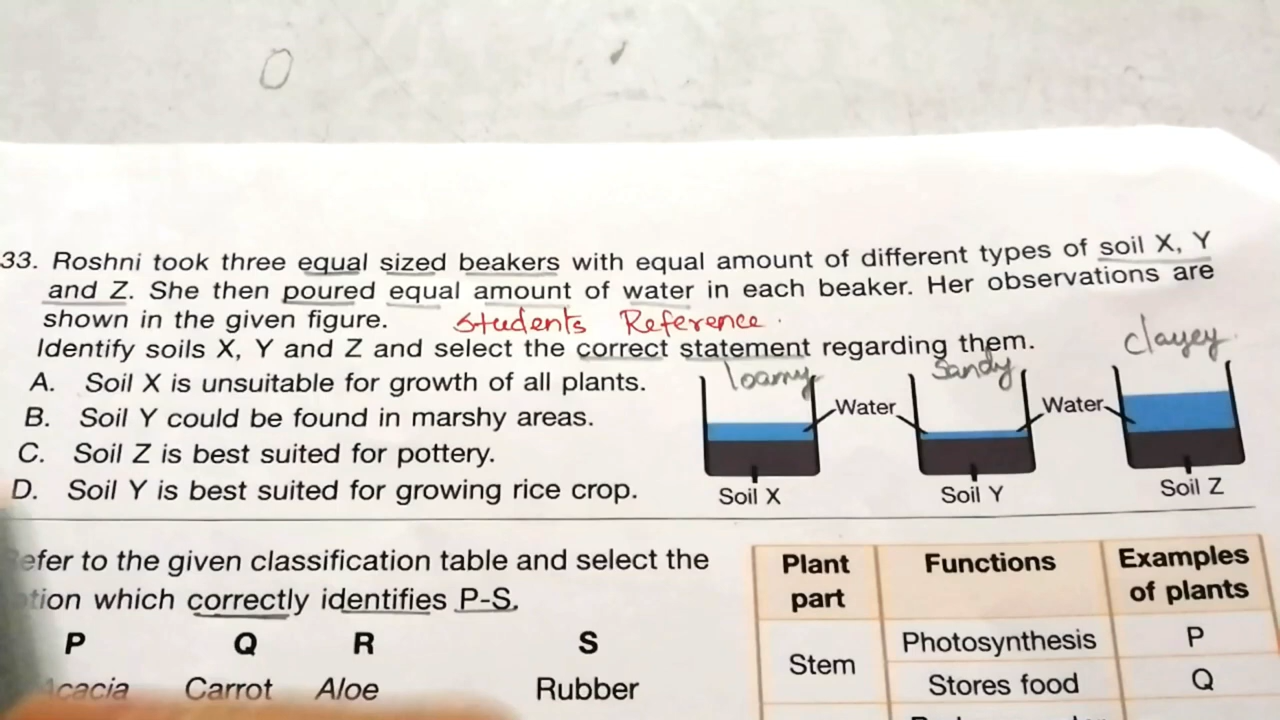 33. Roshni took three equal sized beakers with equal amount of different types of soil X, Y
and Z. She then poured equal amount of water in each beaker. Her observations are
shown in the given figure. Students Reference.
Identify soils X, Y and Z and select the correct statement regarding them.
A. Soil X is unsuitable for growth of all plants.
B. Soil Y could be found in marshy areas.
C. Soil Z is best suited for pottery.
D. Soil Y is best suited for growing rice crop.
loamy Sandy clayey
Water Water
Soil X Soil Y Soil Z
efer to the given classification table and select the
tion which correctly identifies P-S.
P Q R S
cacia Carrot Aloe Rubber
Plant part Functions Examples of plants
Stem Photosynthesis P
Stores food Q